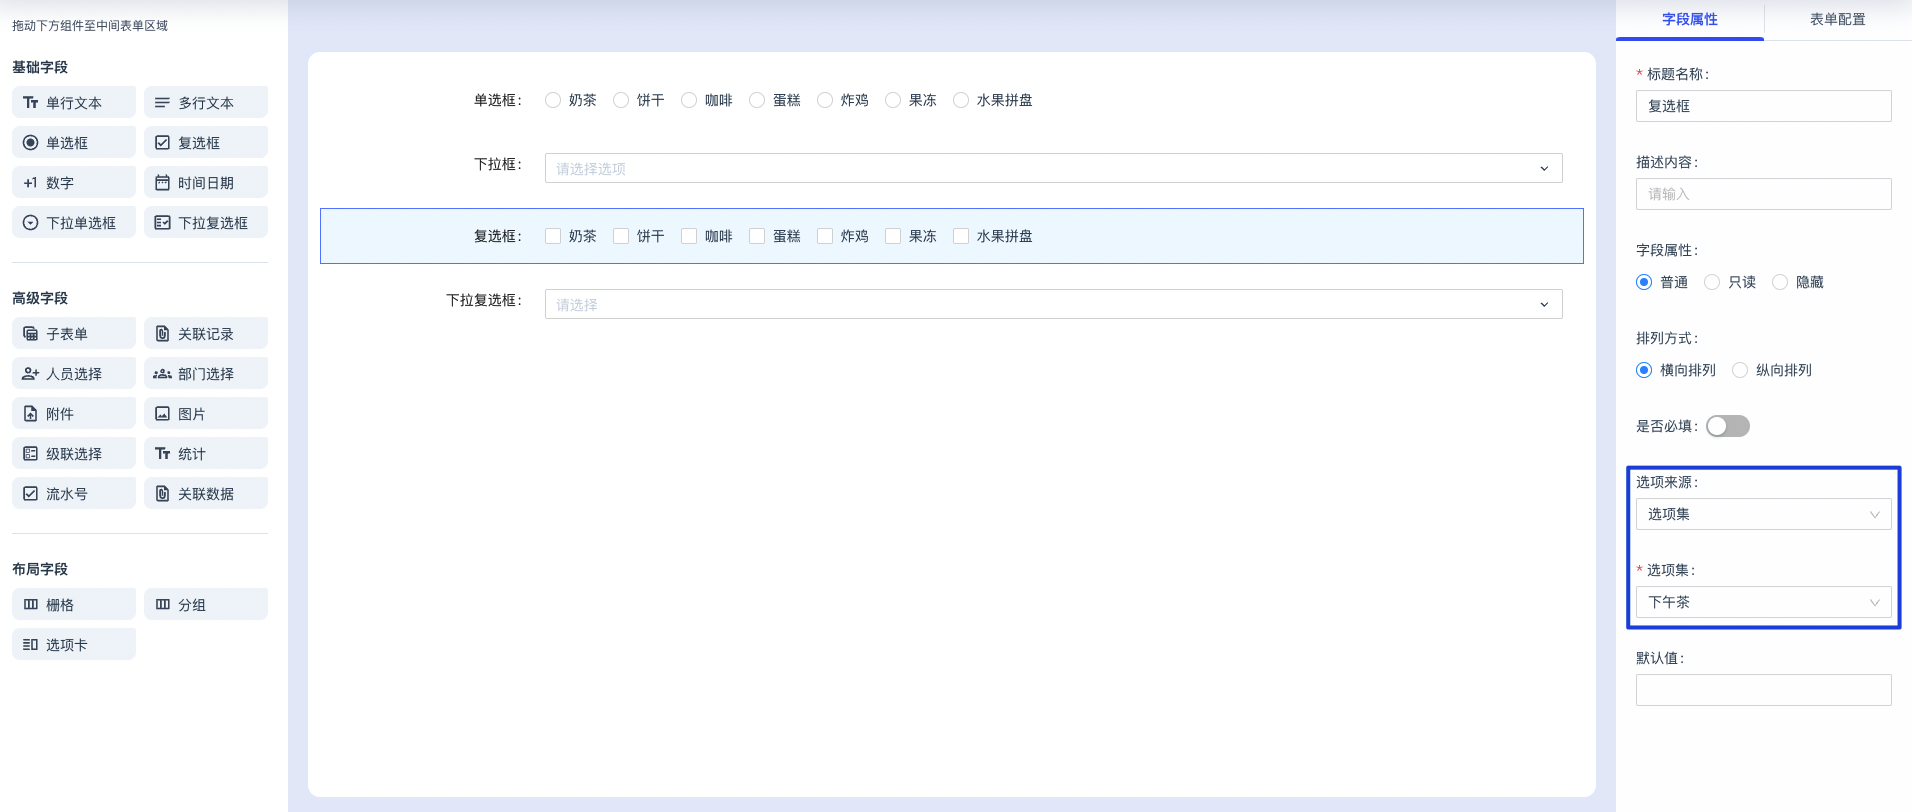 拖动下方组件至中间表单区域
基础字段
单行文本
多行文本
单选框
复选框
+1 数字
时间日期
下拉单选框
下拉复选框
高级字段
子表单
关联记录
人员选择
部门选择
附件
图片
级联选择
统计
流水号
关联数据
布局字段
栅格
分组
选项卡
单选框: 奶茶 饼干 咖啡 蛋糕 炸鸡 果冻 水果拼盘
下拉框: 请选择选项
复选框: 奶茶 饼干 咖啡 蛋糕 炸鸡 果冻 水果拼盘
下拉复选框: 请选择
字段属性
表单配置
* 标题名称:
复选框
描述内容:
请输入
字段属性:
普通 只读 隐藏
排列方式:
横向排列 纵向排列
是否必填:
选项来源:
选项集
* 选项集:
下午茶
默认值: